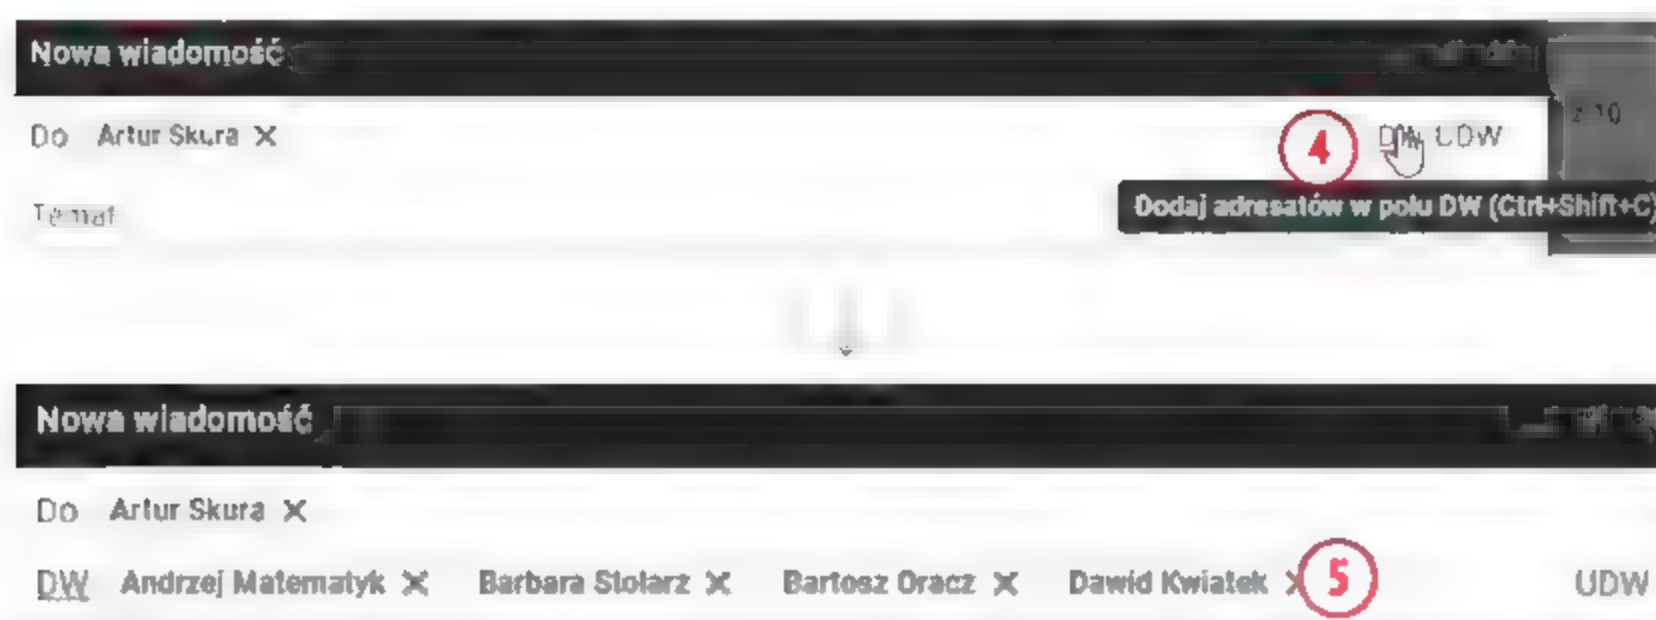 Nowa wiadomość
Do Artur Skura ✕ 4 DW UDW
z 10
Temat
Dodaj adresatów w polu DW (Ctrl+Shift+C)
Nowa wiadomość
Do Artur Skura ✕
DW Andrzej Matematyk ✕ Barbara Stolarz ✕ Bartosz Oracz ✕ Dawid Kwiatek ✕ 5 UDW